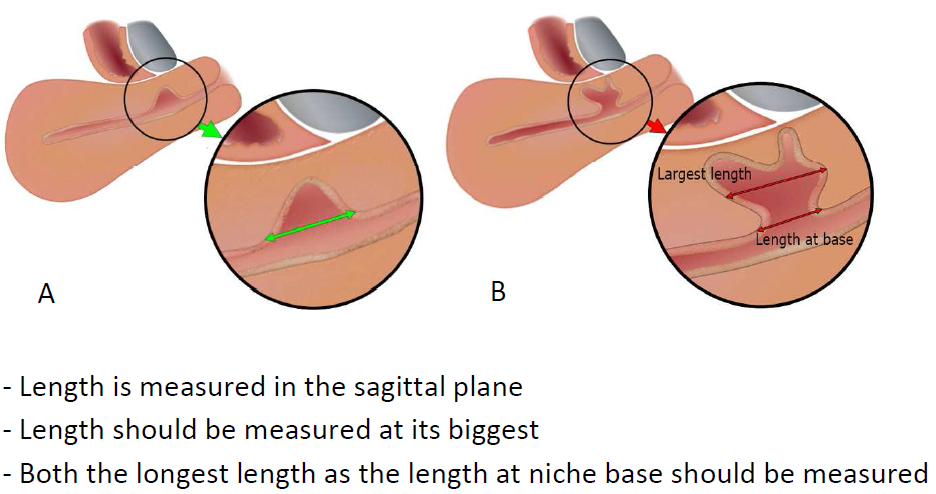 Largest length
Length at base
A
B
- Length is measured in the sagittal plane
- Length should be measured at its biggest
- Both the longest length as the length at niche base should be measured